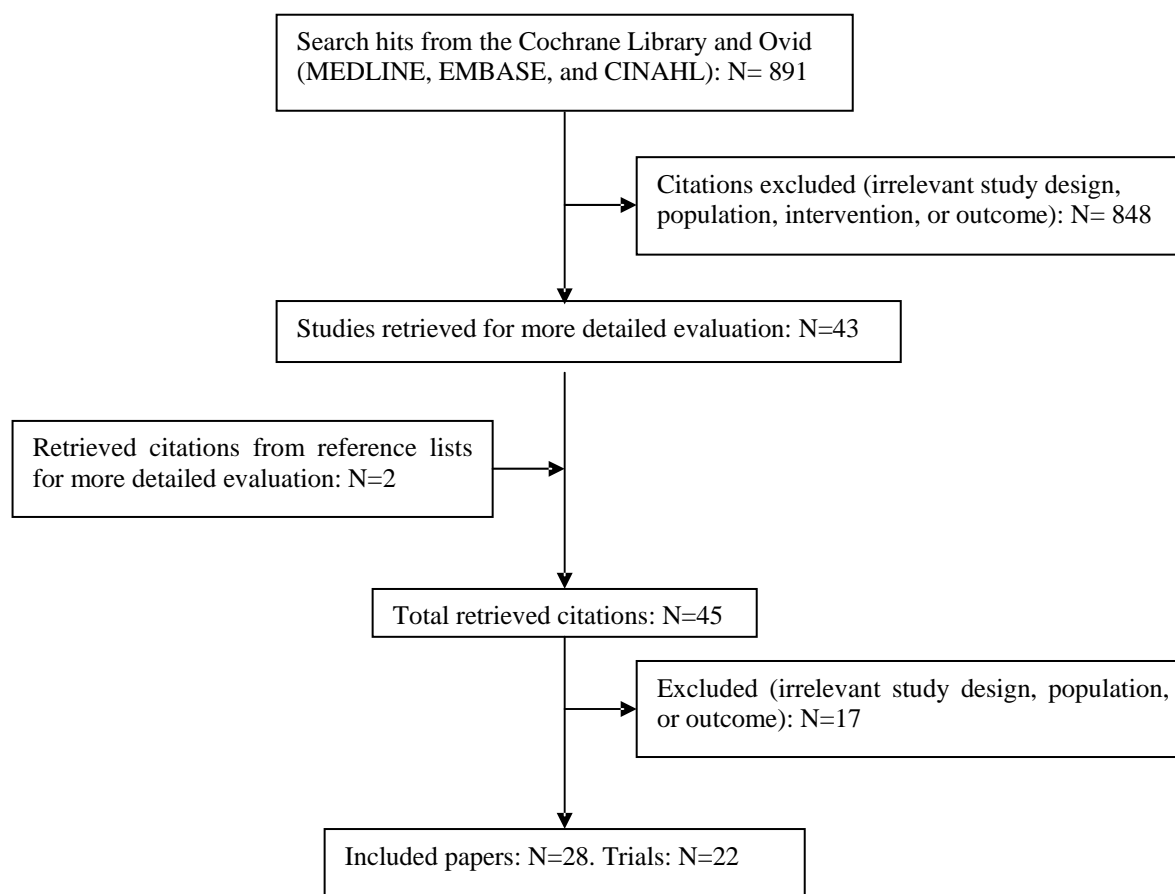 Search hits from the Cochrane Library and Ovid
(MEDLINE, EMBASE, and CINAHL): N= 891
Citations excluded (irrelevant study design,
population, intervention, or outcome): N= 848
Studies retrieved for more detailed evaluation: N=43
Retrieved citations from reference lists
for more detailed evaluation: N=2
Total retrieved citations: N=45
Excluded (irrelevant study design, population,
or outcome): N=17
Included papers: N=28. Trials: N=22